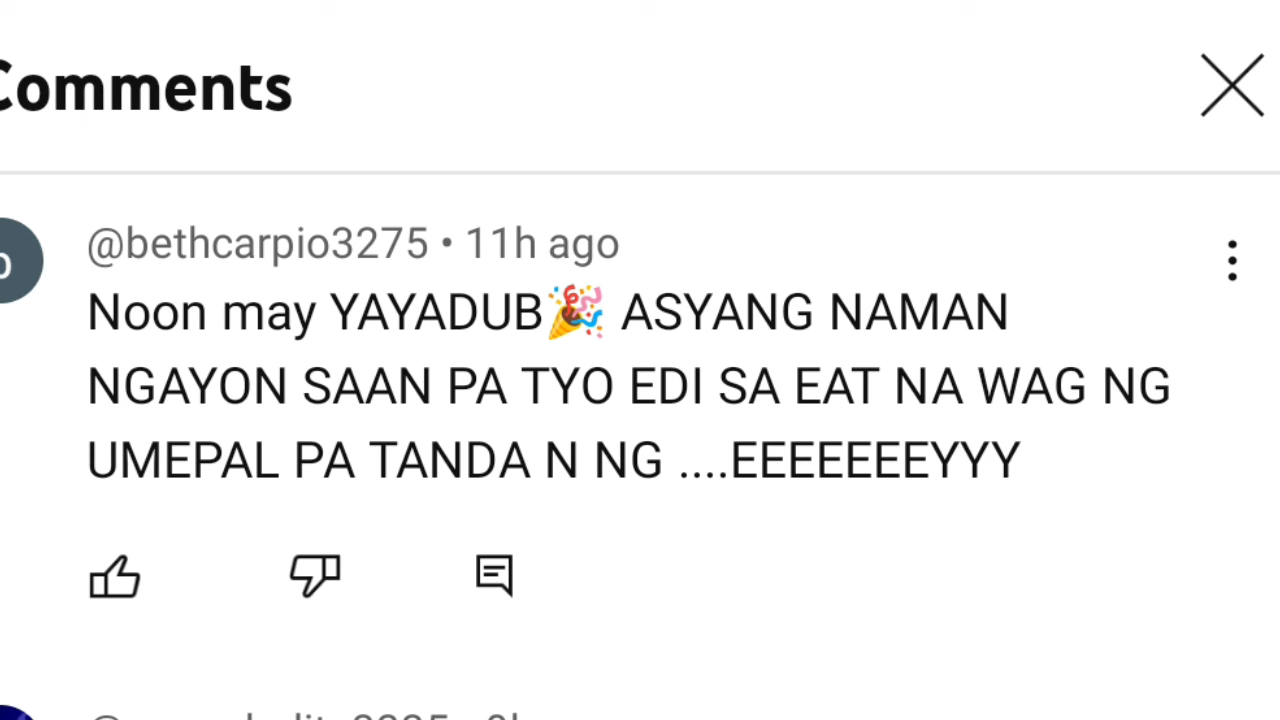 Comments
@bethcarpio3275 • 11h ago
Noon may YAYADUB🎉 ASYANG NAMAN
NGAYON SAAN PA TYO EDI SA EAT NA WAG NG
UMEPAL PA TANDA N NG ....EEEEEEEYYY